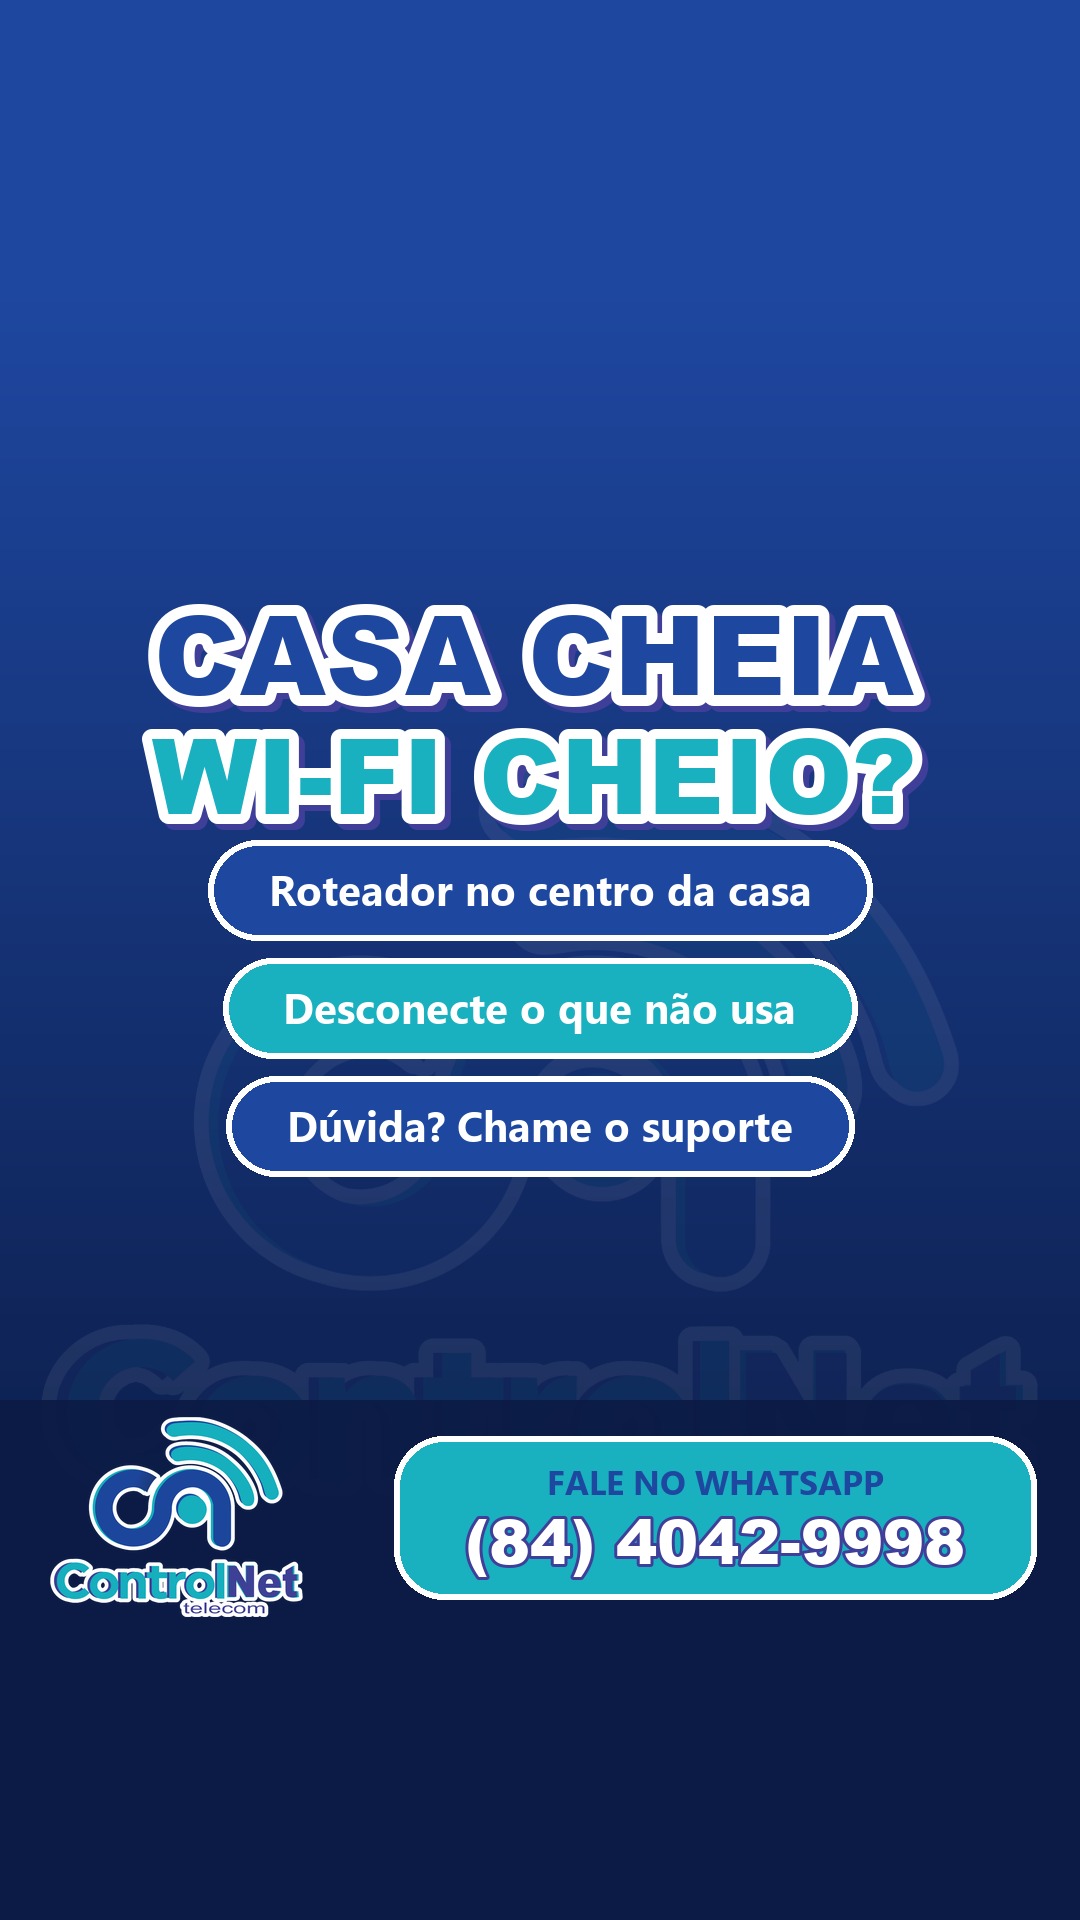 CASA CHEIA
WI-FI CHEIO?
Roteador no centro da casa
Desconecte o que não usa
Dúvida? Chame o suporte
ControlNet
ControlNet
telecom
FALE NO WHATSAPP
(84) 4042-9998